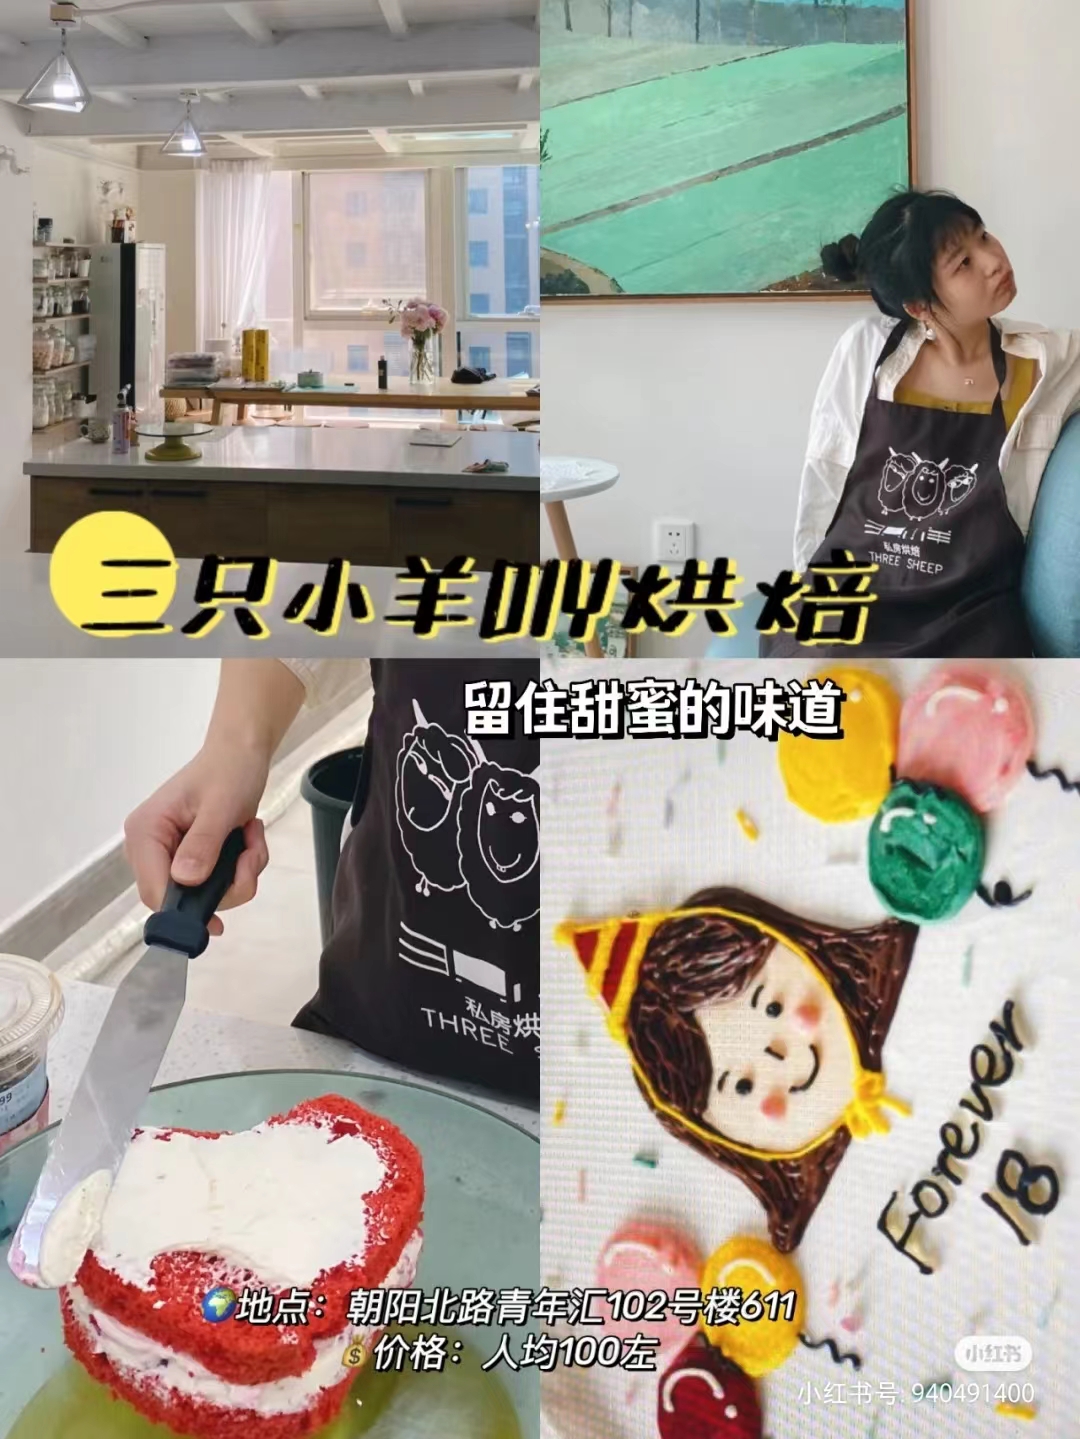 私房烘焙
THREE SHEEP
三只小羊叫烘焙
留住甜蜜的味道
私房烘
THREE S
Forever
18
99
🌍地点：朝阳北路青年汇102号楼611
💰价格：人均100左
小红书
小红书号: 940491400